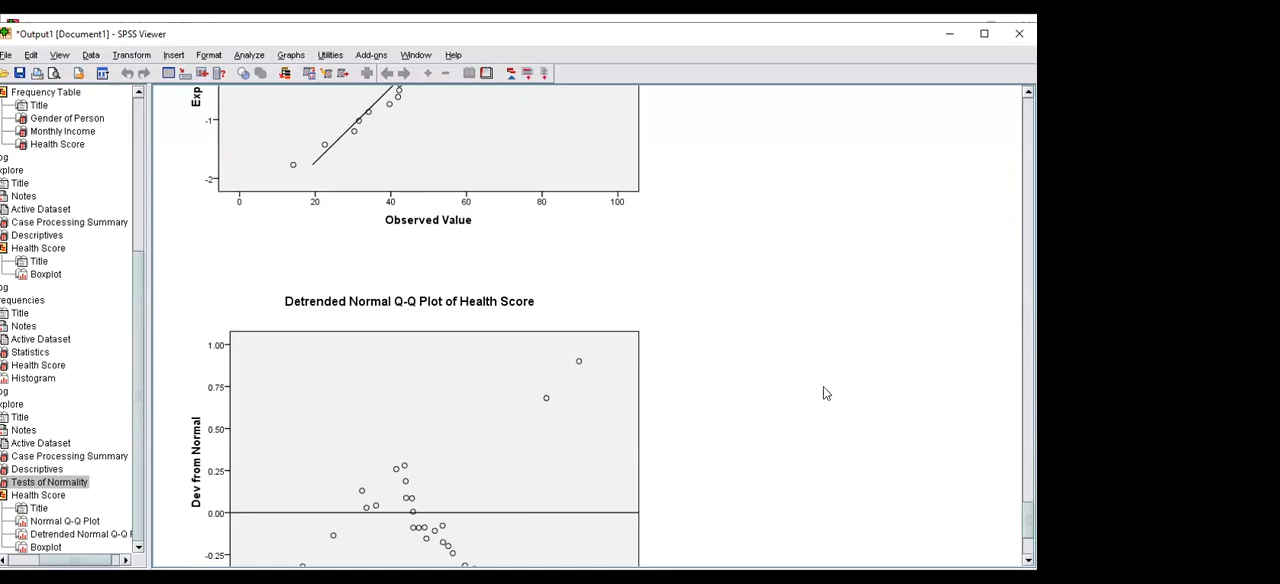 *Output1 [Document1] - SPSS Viewer
File Edit View Data Transform Insert Format Graphs Analyze Utilities Add-ons Window Help
Frequency Table
Title
Gender of Person
Monthly Income
Health Score
og
xplore
Title
Notes
Active Dataset
Case Processing Summary
Descriptives
Health Score
Title
Boxplot
og
requencies
Title
Notes
Active Dataset
Statistics
Health Score
Histogram
og
xplore
Title
Notes
Active Dataset
Case Processing Summary
Descriptives
Tests of Normality
Health Score
Title
Normal Q-Q Plot
Detrended Normal Q-Q P
Boxplot
Exp
-1
-2
0 20 40 60 80 100
Observed Value
Detrended Normal Q-Q Plot of Health Score
Dev from Normal
1.00
0.75
0.50
0.25
0.00
-0.25